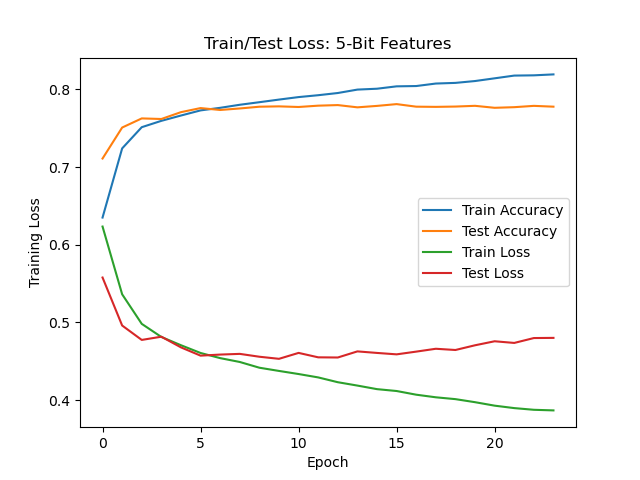 Train/Test Loss: 5-Bit Features
0.8
0.7
0.6
0.5
0.4
Training Loss
Train Accuracy
Test Accuracy
Train Loss
Test Loss
0 5 10 15 20
Epoch